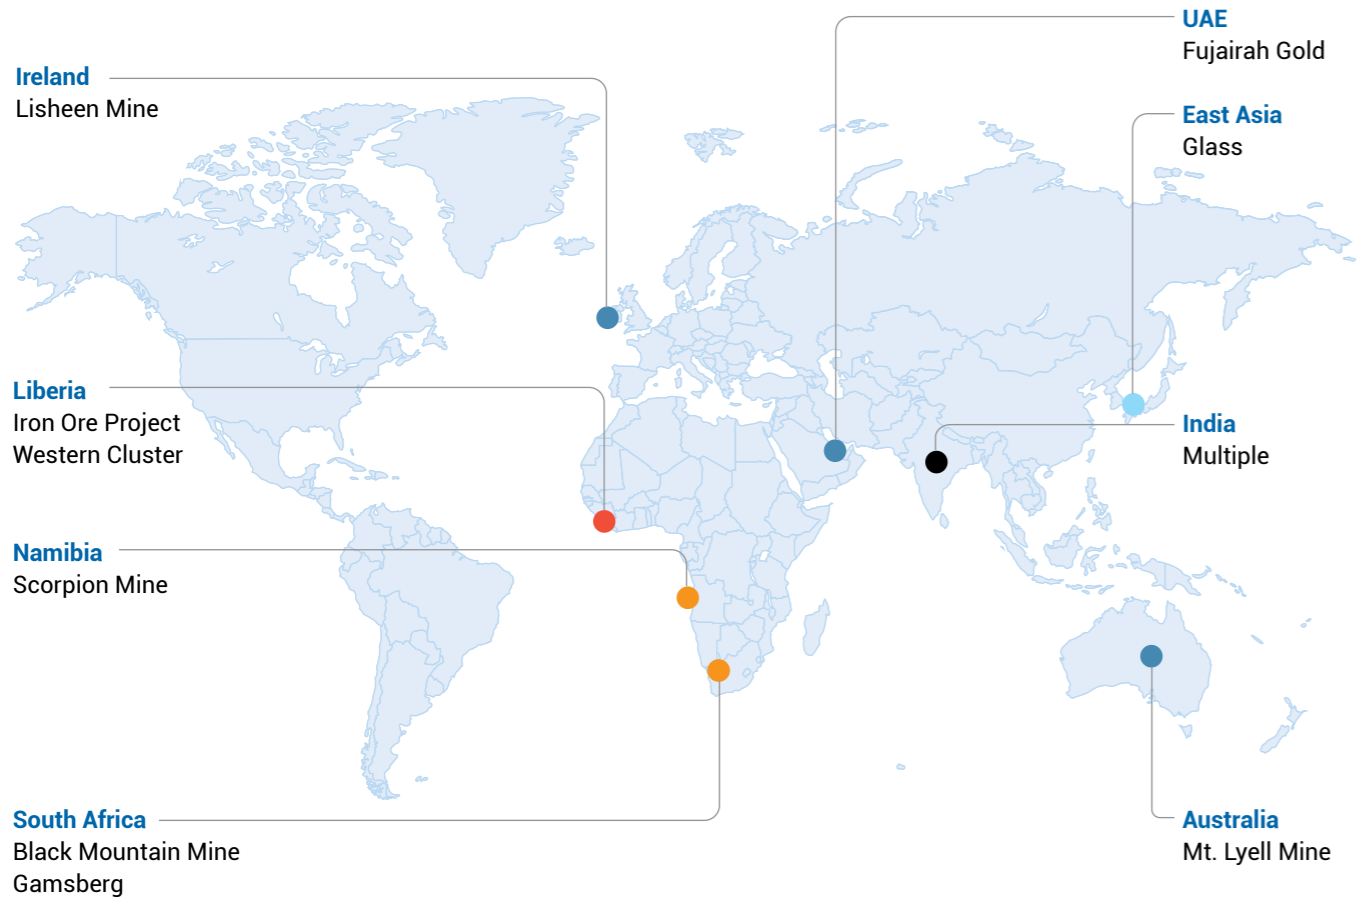 Ireland
Lisheen Mine
Liberia
Iron Ore Project
Western Cluster
Namibia
Scorpion Mine
South Africa
Black Mountain Mine
Gamsberg
UAE
Fujairah Gold
East Asia
Glass
India
Multiple
Australia
Mt. Lyell Mine